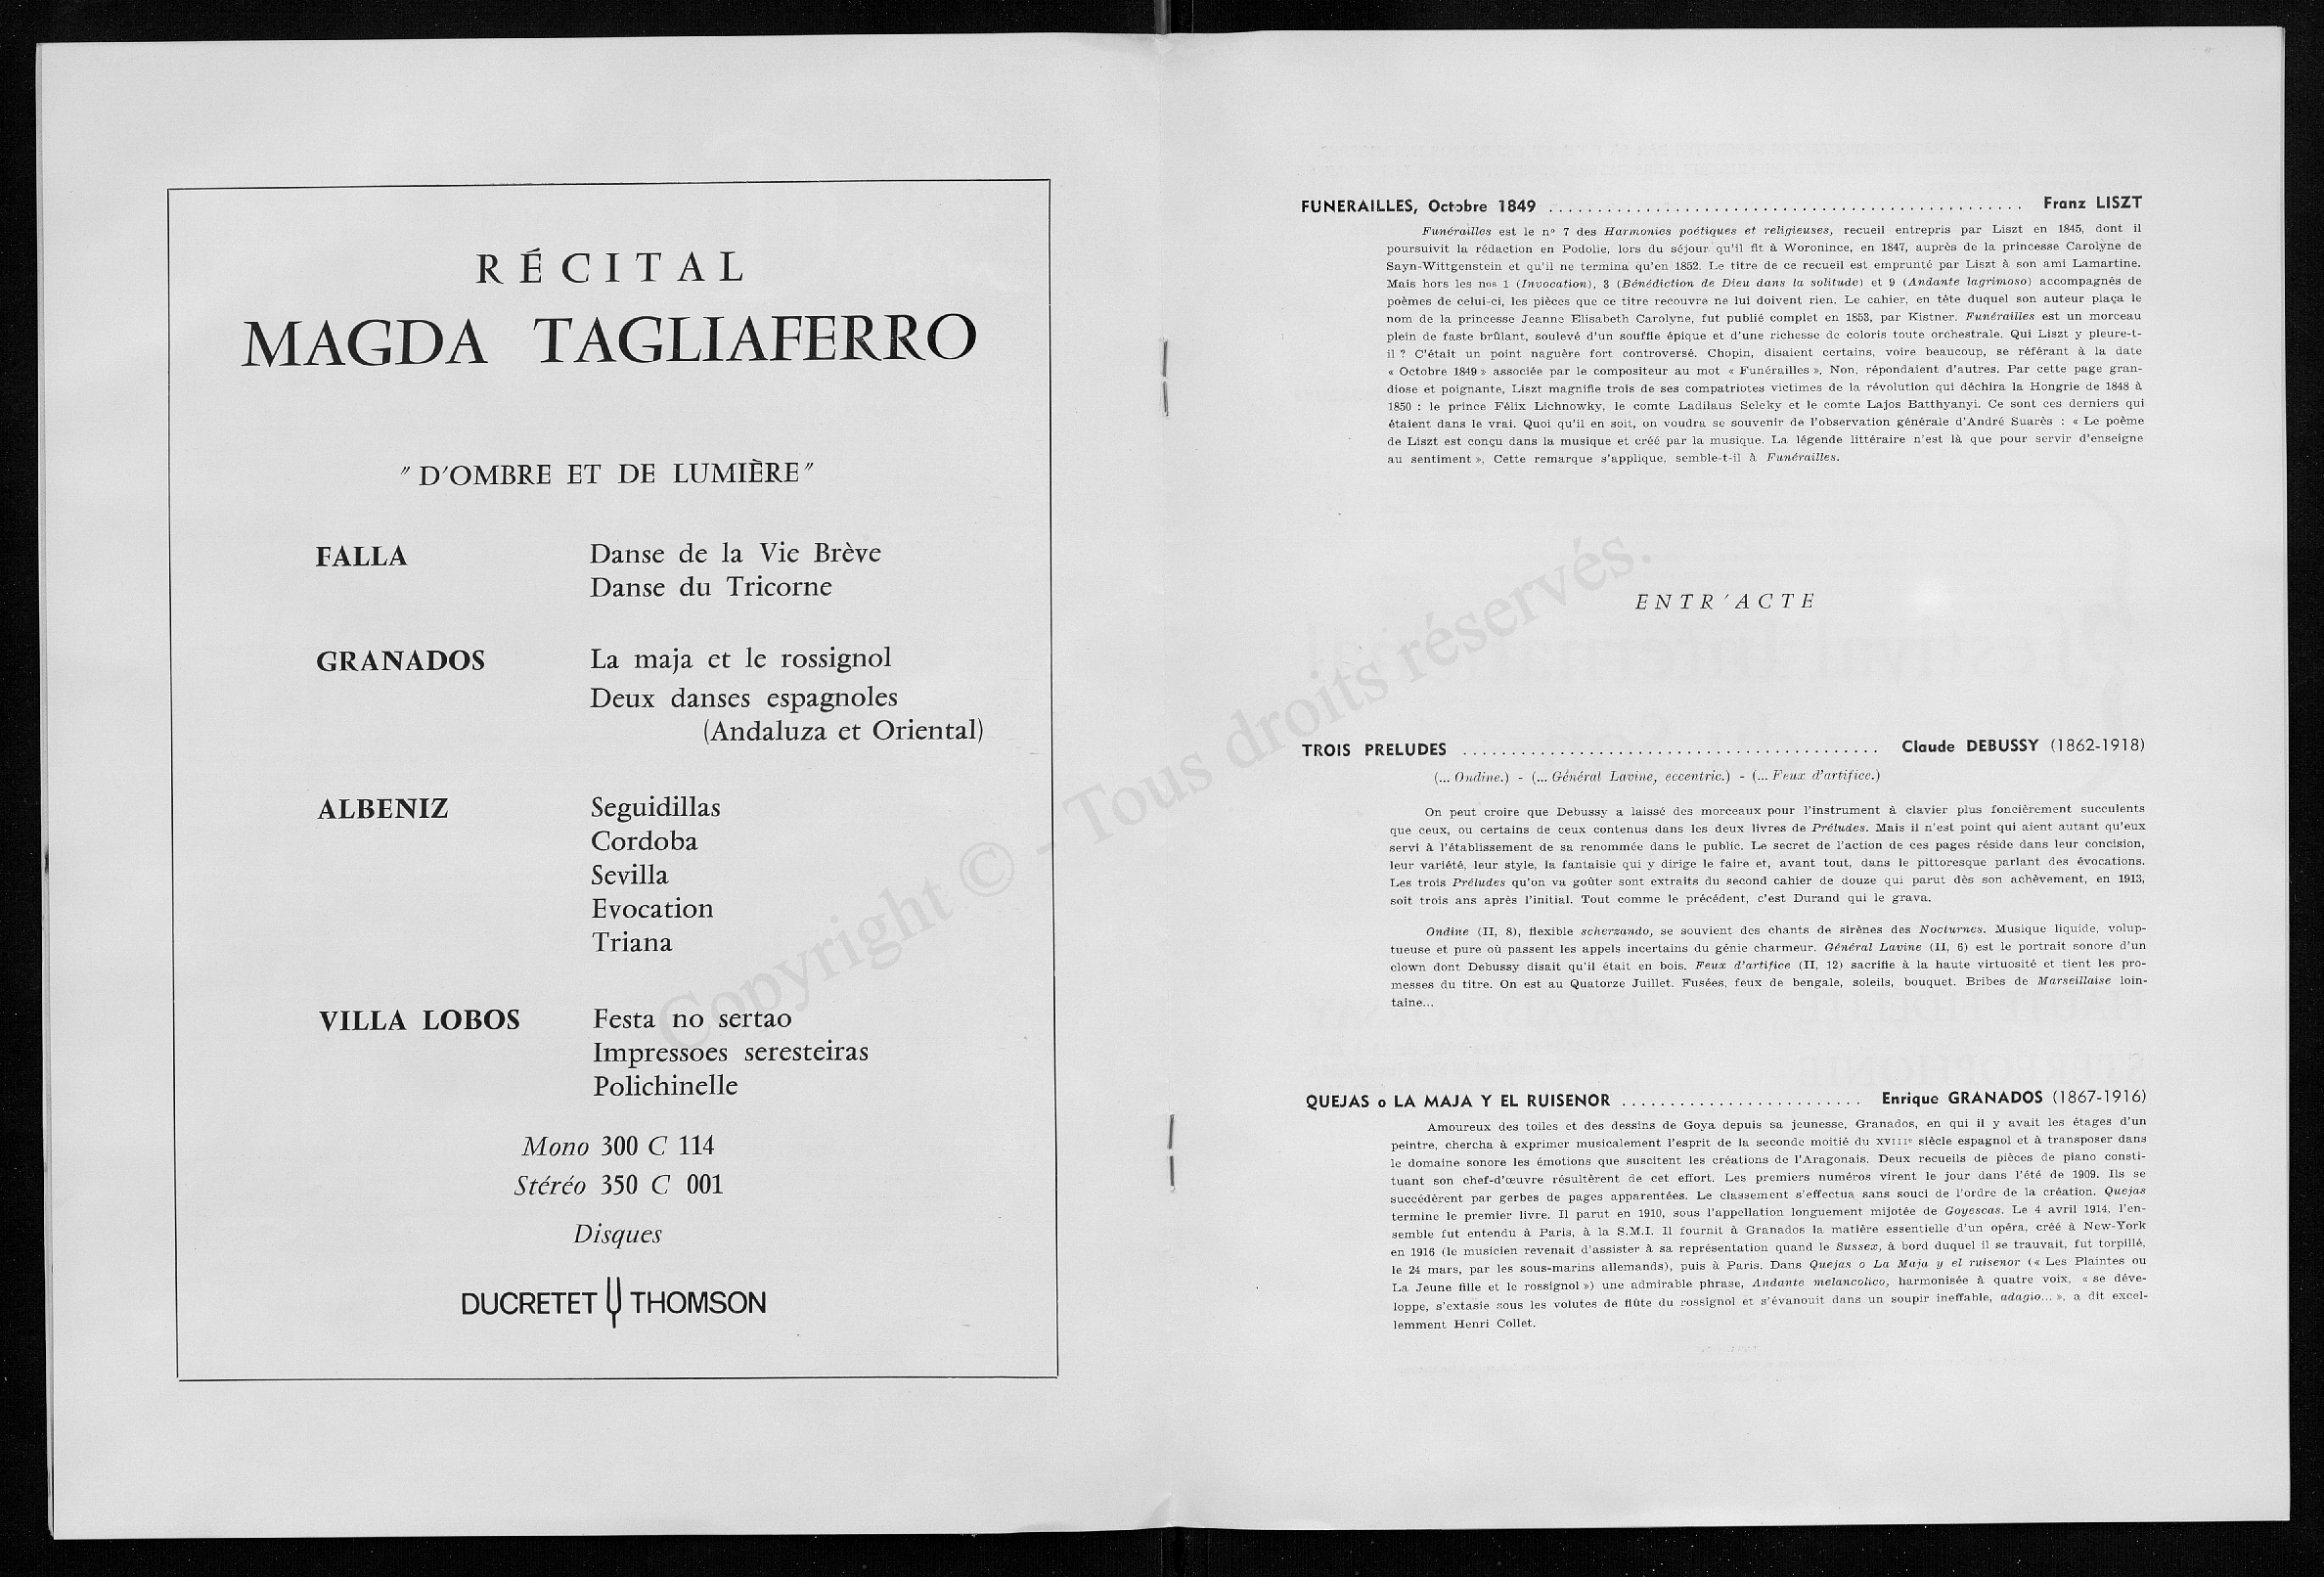 RÉCITAL
MAGDA TAGLIAFERRO
" D'OMBRE ET DE LUMIÈRE "
FALLA Danse de la Vie Brève
Danse du Tricorne
GRANADOS La maja et le rossignol
Deux danses espagnoles
(Andaluza et Oriental)
ALBENIZ Seguidillas
Cordoba
Sevilla
Evocation
Triana
VILLA LOBOS Festa no sertao
Impressoes seresteiras
Polichinelle
Mono 300 C 114
Stéréo 350 C 001
Disques
DUCRETET THOMSON
FUNERAILLES, Octobre 1849 ................................................ Franz LISZT
Funérailles est le nº 7 des Harmonies poétiques et religieuses, recueil entrepris par Liszt en 1845, dont il
poursuivit la rédaction en Podolie, lors du séjour qu'il fit à Woronince, en 1847, auprès de la princesse Carolyne de
Sayn-Wittgenstein et qu'il ne termina qu'en 1852. Le titre de ce recueil est emprunté par Liszt à son ami Lamartine.
Mais hors les nos 1 (Invocation), 3 (Bénédiction de Dieu dans la solitude) et 9 (Andante lagrimoso) accompagnés de
poèmes de celui-ci, les pièces que ce titre recouvre ne lui doivent rien. Le cahier, en tête duquel son auteur plaça le
nom de la princesse Jeanne Elisabeth Carolyne, fut publié complet en 1853, par Kistner. Funérailles est un morceau
plein de faste brûlant, soulevé d'un souffle épique et d'une richesse de coloris toute orchestrale. Qui Liszt y pleure-t-
il ? C'était un point naguère fort controversé. Chopin, disaient certains, voire beaucoup, se référant à la date
« Octobre 1849 » associée par le compositeur au mot « Funérailles ». Non, répondaient d'autres. Par cette page gran-
diose et poignante, Liszt magnifie trois de ses compatriotes victimes de la révolution qui déchira la Hongrie de 1848 à
1850 : le prince Félix Lichnowky, le comte Ladilaus Seleky et le comte Lajos Batthyanyi. Ce sont ces derniers qui
étaient dans le vrai. Quoi qu'il en soit, on voudra se souvenir de l'observation générale d'André Suarès : « Le poème
de Liszt est conçu dans la musique et créé par la musique. La légende littéraire n'est là que pour servir d'enseigne
au sentiment ». Cette remarque s'applique, semble-t-il à Funérailles.
ENTR'ACTE
TROIS PRELUDES .......................................... Claude DEBUSSY (1862-1918)
(... Ondine.) - (... Général Lavine, eccentric.) - (... Feux d'artifice.)
On peut croire que Debussy a laissé des morceaux pour l'instrument à clavier plus foncièrement succulents
que ceux, ou certains de ceux contenus dans les deux livres de Préludes. Mais il n'est point qui aient autant qu'eux
servi à l'établissement de sa renommée dans le public. Le secret de l'action de ces pages réside dans leur concision,
leur variété, leur style, la fantaisie qui y dirige le faire et, avant tout, dans le pittoresque parlant des évocations.
Les trois Préludes qu'on va goûter sont extraits du second cahier de douze qui parut dès son achèvement, en 1913,
soit trois ans après l'initial. Tout comme le précédent, c'est Durand qui le grava.
Ondine (II, 8), flexible scherzando, se souvient des chants de sirènes des Nocturnes. Musique liquide, volup-
tueuse et pure où passent les appels incertains du génie charmeur. Général Lavine (II, 6) est le portrait sonore d'un
clown dont Debussy disait qu'il était en bois. Feux d'artifice (II, 12) sacrifie à la haute virtuosité et tient les pro-
messes du titre. On est au Quatorze Juillet. Fusées, feux de bengale, soleils, bouquet. Bribes de Marseillaise loin-
taine...
QUEJAS o LA MAJA Y EL RUISENOR ........................ Enrique GRANADOS (1867-1916)
Amoureux des toiles et des dessins de Goya depuis sa jeunesse, Granados, en qui il y avait les étages d'un
peintre, chercha à exprimer musicalement l'esprit de la seconde moitié du XVIIIe siècle espagnol et à transposer dans
le domaine sonore les émotions que suscitent les créations de l'Aragonais. Deux recueils de pièces de piano consti-
tuant son chef-d'œuvre résultèrent de cet effort. Les premiers numéros virent le jour dans l'été de 1909. Ils se
succédèrent par gerbes de pages apparentées. Le classement s'effectua sans souci de l'ordre de la création. Quejas
termine le premier livre. Il parut en 1910, sous l'appellation longuement mijotée de Goyescas. Le 4 avril 1914, l'en-
semble fut entendu à Paris, à la S.M.I. Il fournit à Granados la matière essentielle d'un opéra, créé à New-York
en 1916 (le musicien revenait d'assister à sa représentation quand le Sussex, à bord duquel il se trauvait, fut torpillé,
le 24 mars, par les sous-marins allemands), puis à Paris. Dans Quejas o La Maja y el ruisenor (« Les Plaintes ou
La Jeune fille et le rossignol ») une admirable phrase, Andante melancolico, harmonisée à quatre voix, « se déve-
loppe, s'extasie sous les volutes de flûte du rossignol et s'évanouit dans un soupir ineffable, adagio... », a dit excel-
lemment Henri Collet.
Copyright © - Tous droits réservés.